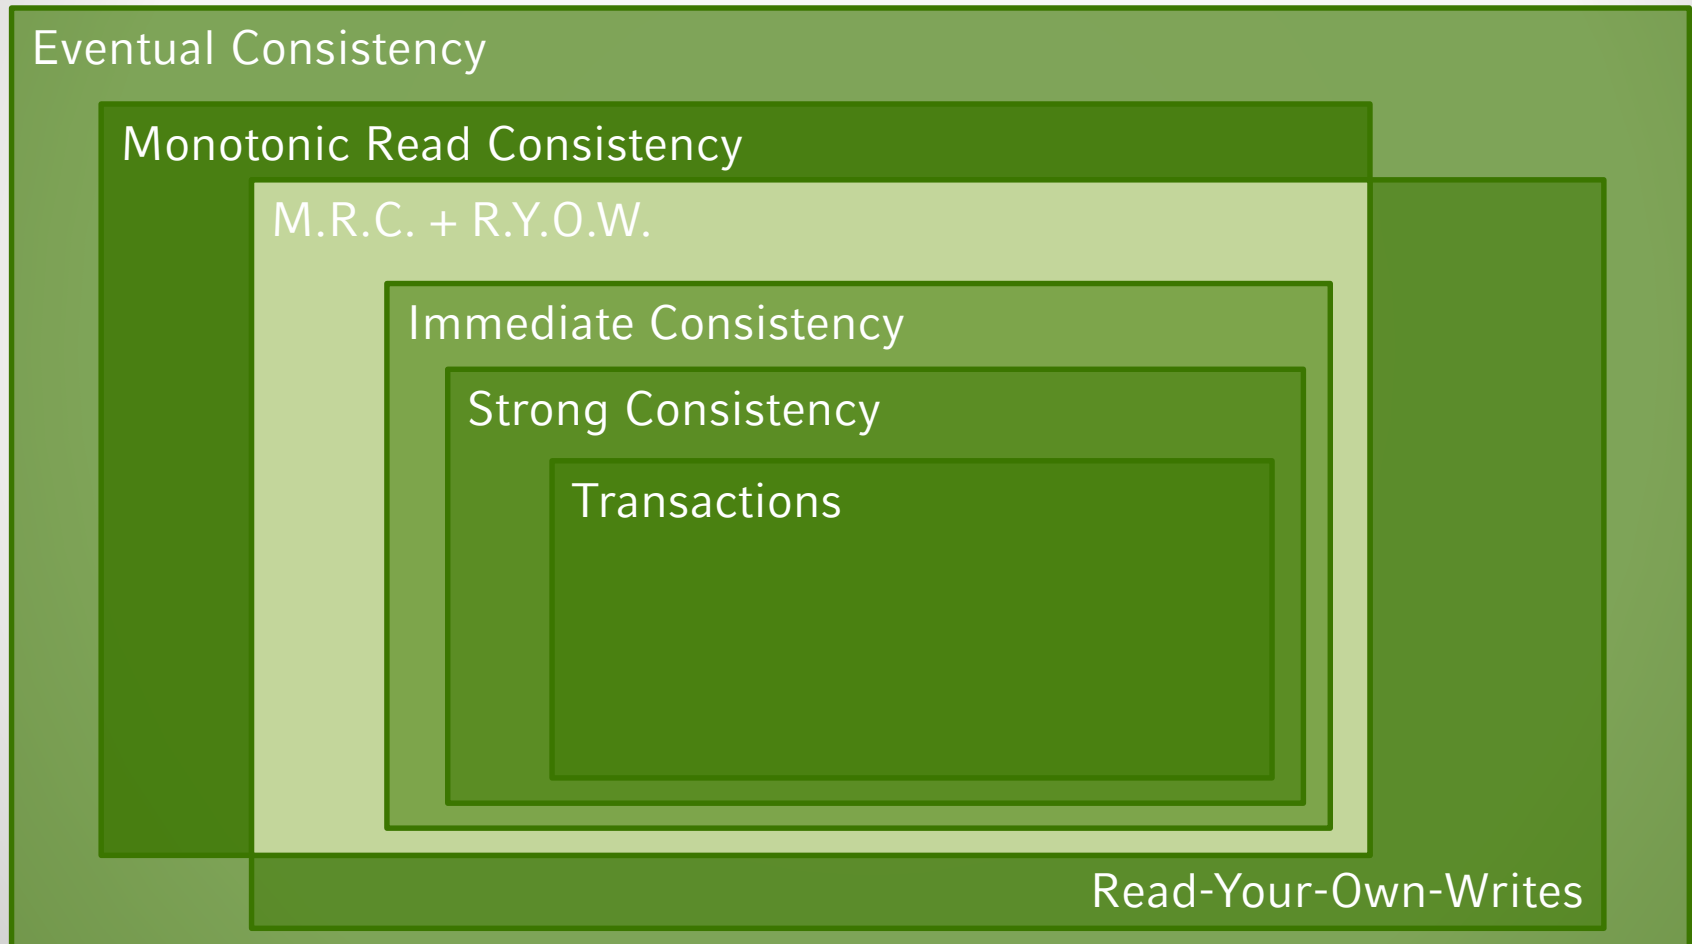 Eventual Consistency
Monotonic Read Consistency
M.R.C. + R.Y.O.W.
Immediate Consistency
Strong Consistency
Transactions
Read-Your-Own-Writes